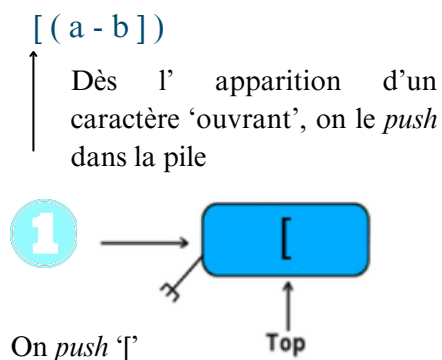 [ ( a - b ] )
Dès l’ apparition d'un
caractère ‘ouvrant’, on le push
dans la pile
1
[
On push ‘[’
Top